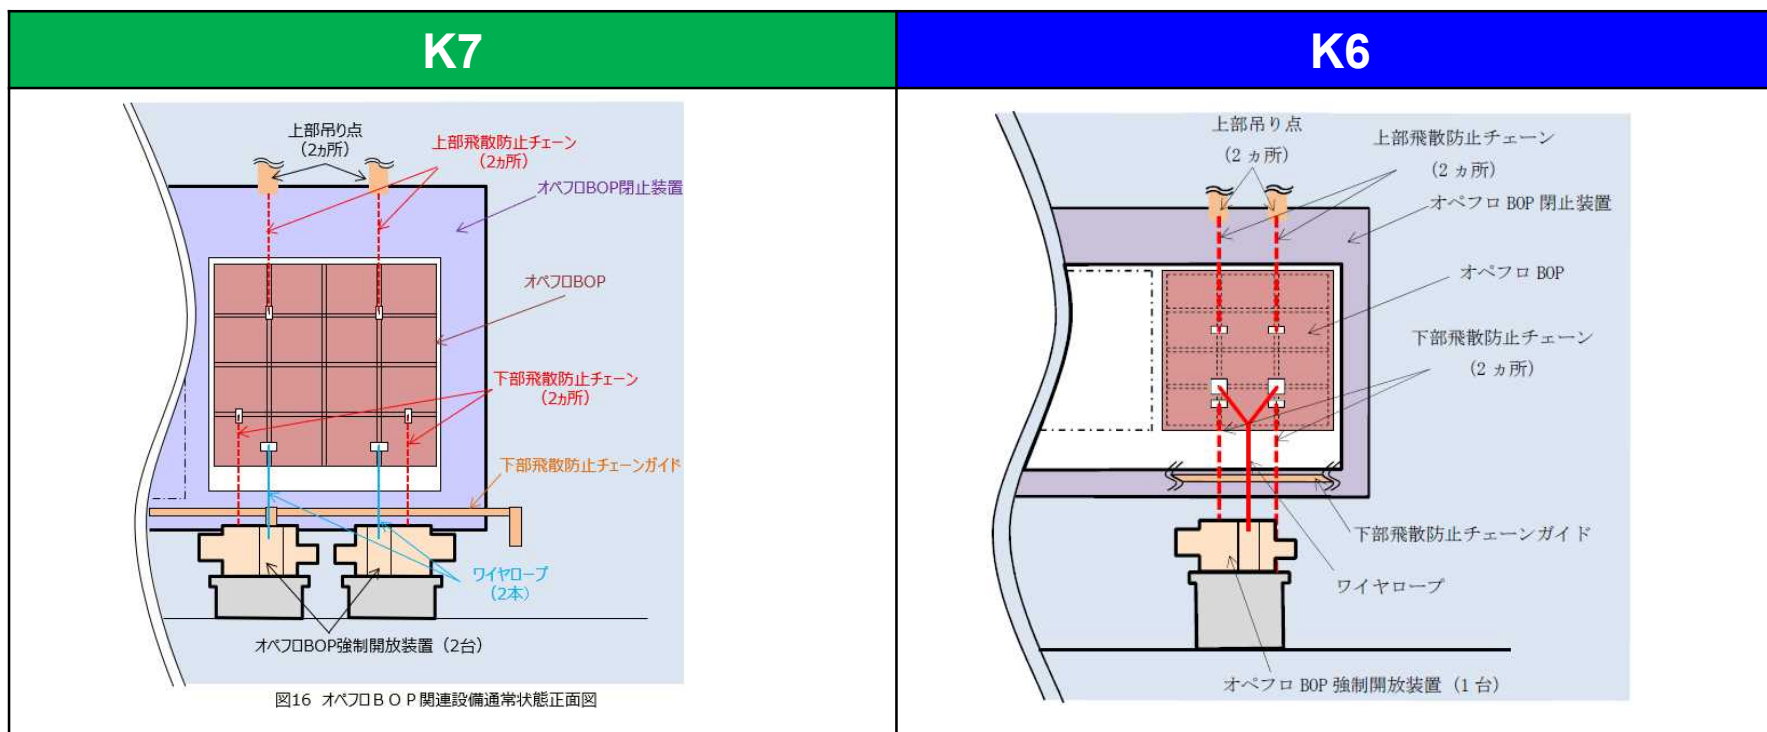 K7
K6
上部吊り点
(2ヵ所)
上部飛散防止チェーン
(2ヵ所)
オペフロBOP閉止装置
オペフロBOP
下部飛散防止チェーン
(2ヵ所)
下部飛散防止チェーンガイド
ワイヤロープ
(2本)
オペフロBOP強制開放装置(2台)
図16 オペフロBOP関連設備通常状態正面図
上部吊り点
(2ヵ所)
上部飛散防止チェーン
(2ヵ所)
オペフロ BOP 閉止装置
オペフロ BOP
下部飛散防止チェーン
(2ヵ所)
下部飛散防止チェーンガイド
ワイヤロープ
オペフロ BOP 強制開放装置 (1台)